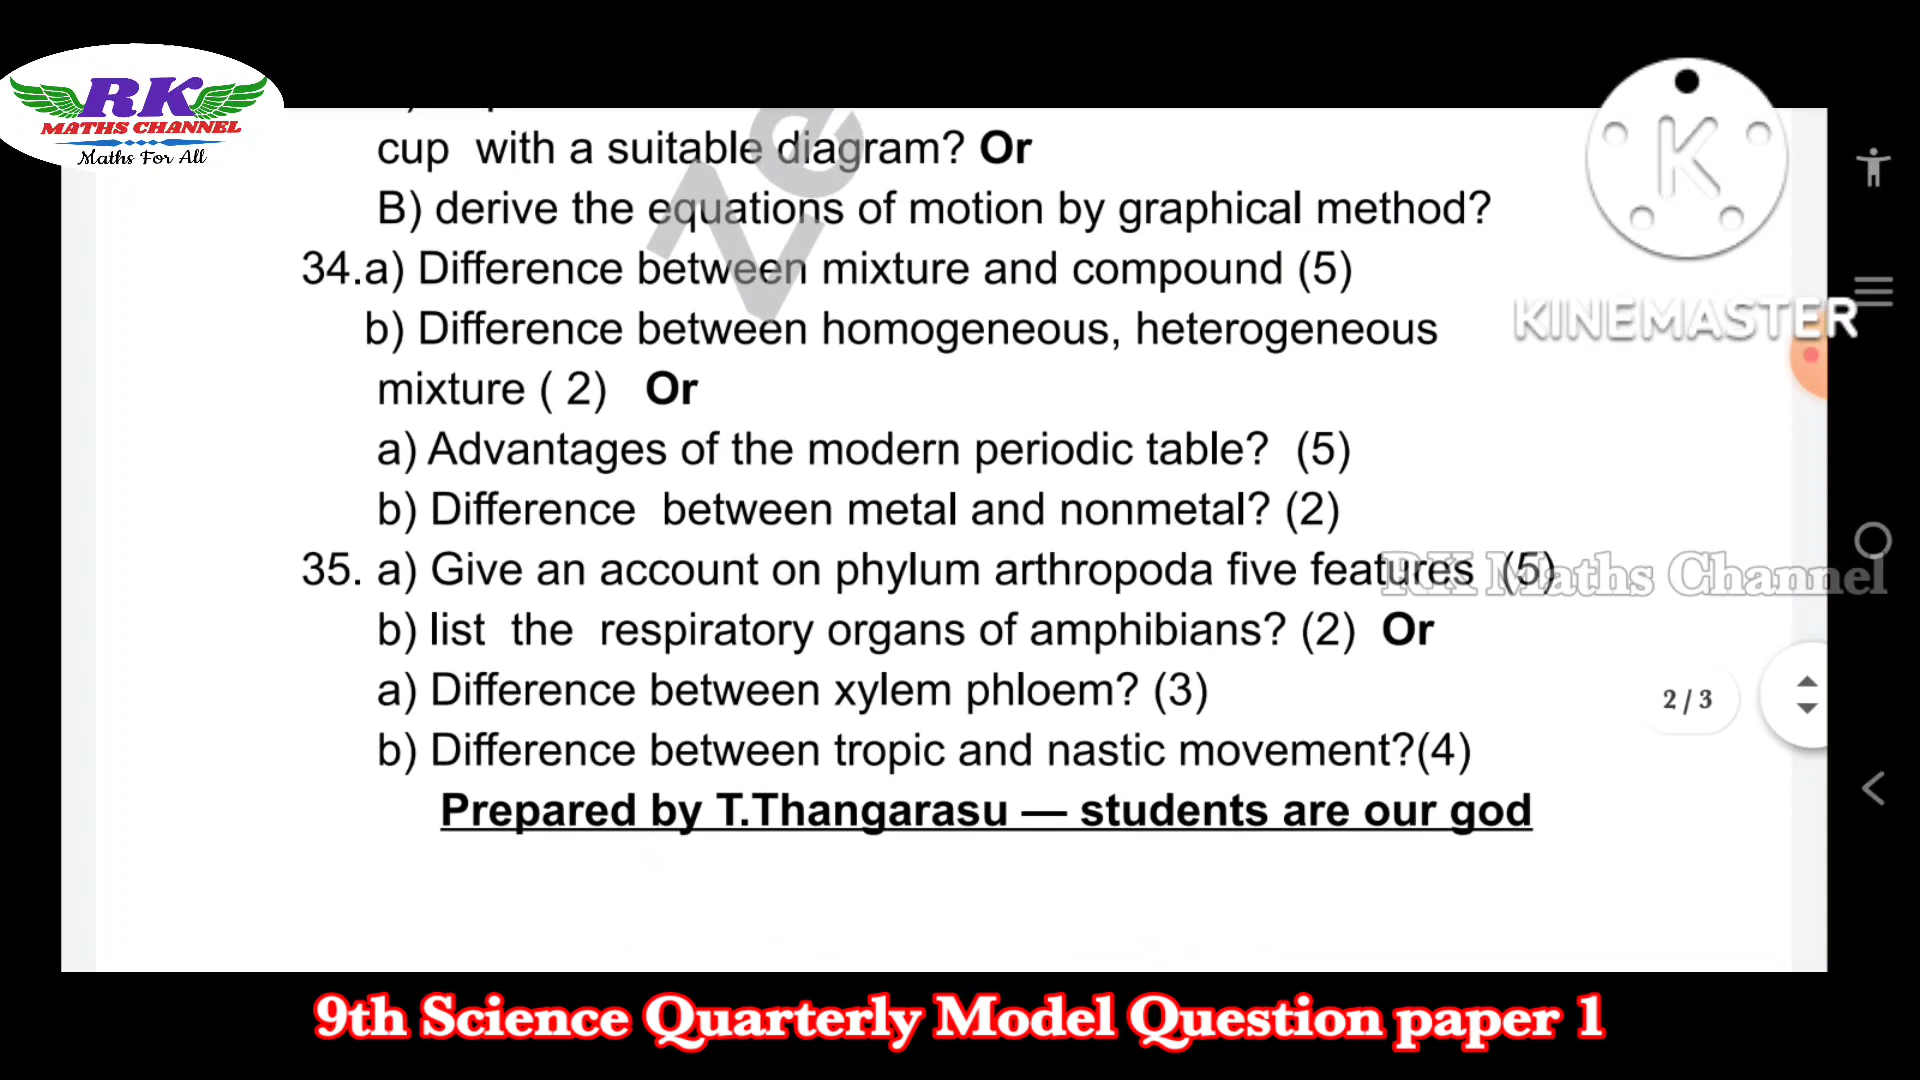 RK
MATHS CHANNEL
Maths For All
cup with a suitable diagram? Or
B) derive the equations of motion by graphical method?
34.a) Difference between mixture and compound (5)
b) Difference between homogeneous, heterogeneous
mixture ( 2) Or
a) Advantages of the modern periodic table? (5)
b) Difference between metal and nonmetal? (2)
35. a) Give an account on phylum arthropoda five features (5)
b) list the respiratory organs of amphibians? (2) Or
a) Difference between xylem phloem? (3)
b) Difference between tropic and nastic movement?(4)
Prepared by T.Thangarasu — students are our god
K
KINEMASTER
RK Maths Channel
2 / 3
9th Science Quarterly Model Question paper 1